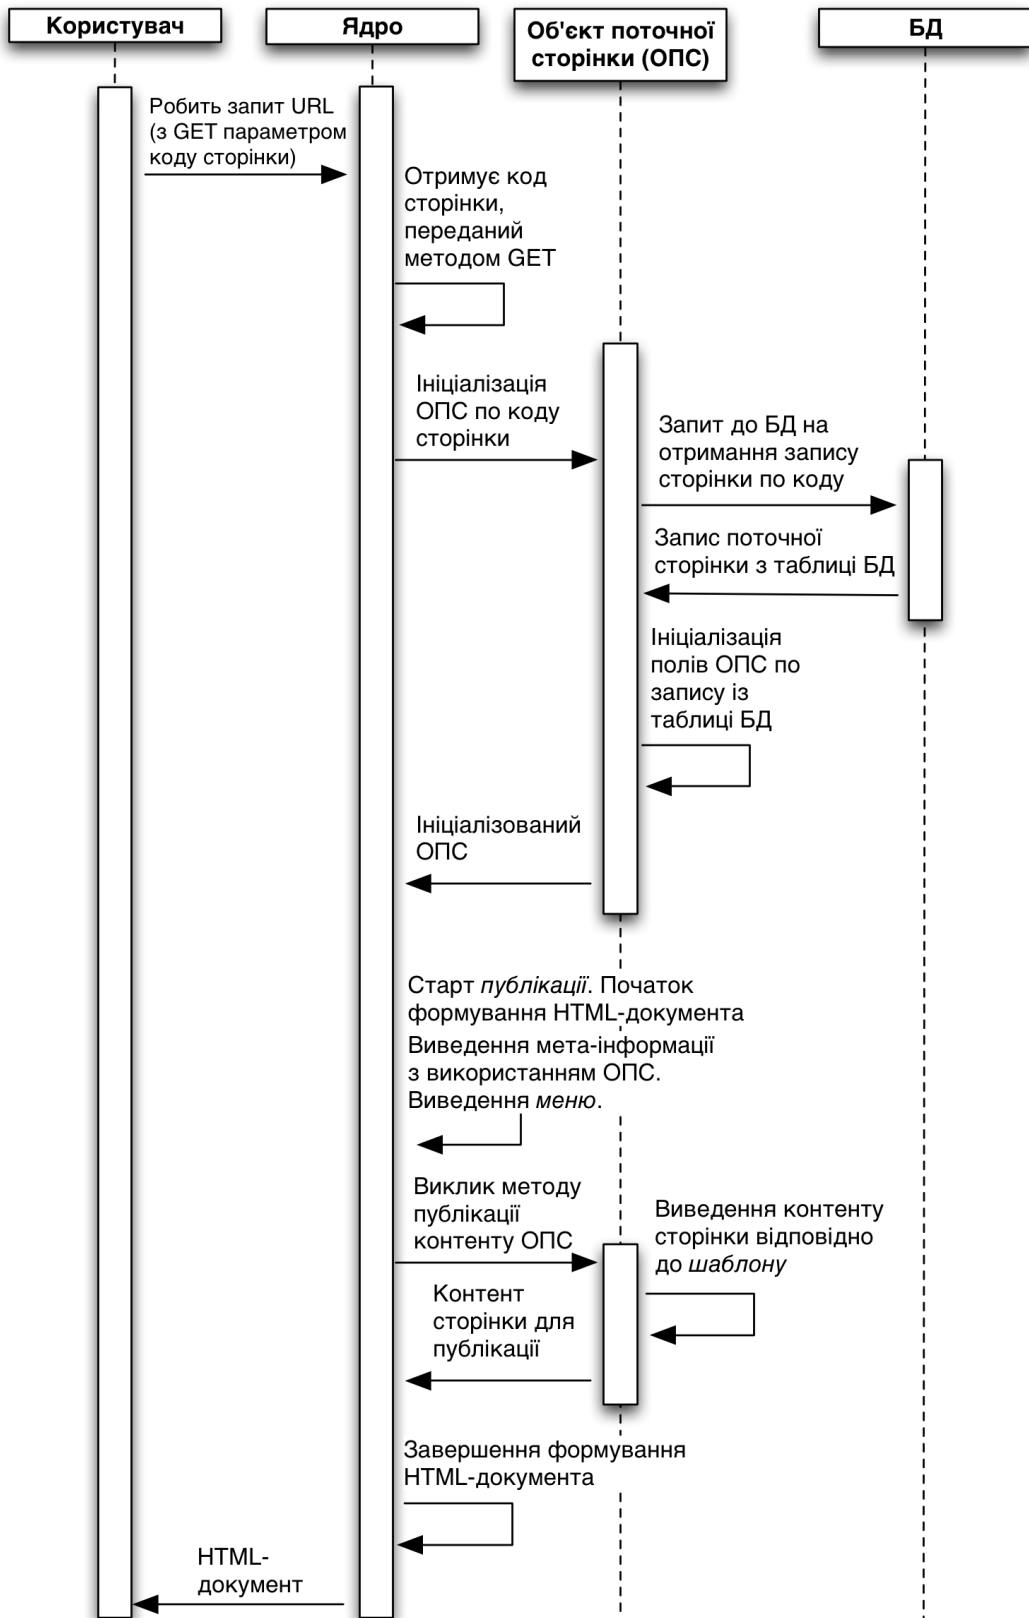 Користувач
Ядро
Об'єкт поточної
сторінки (ОПС)
БД
Робить запит URL
(з GET параметром
коду сторінки)
Отримує код
сторінки,
переданий
методом GET
Ініціалізація
ОПС по коду
сторінки
Запит до БД на
отримання запису
сторінки по коду
Запис поточної
сторінки з таблиці БД
Ініціалізація
полів ОПС по
запису із
таблиці БД
Ініціалізований
ОПС
Старт публікації. Початок
формування HTML-документа
Виведення мета-інформації
з використанням ОПС.
Виведення меню.
Виклик методу
публікації
контенту ОПС
Виведення контенту
сторінки відповідно
до шаблону
Контент
сторінки для
публікації
Завершення формування
HTML-документа
HTML-
документ